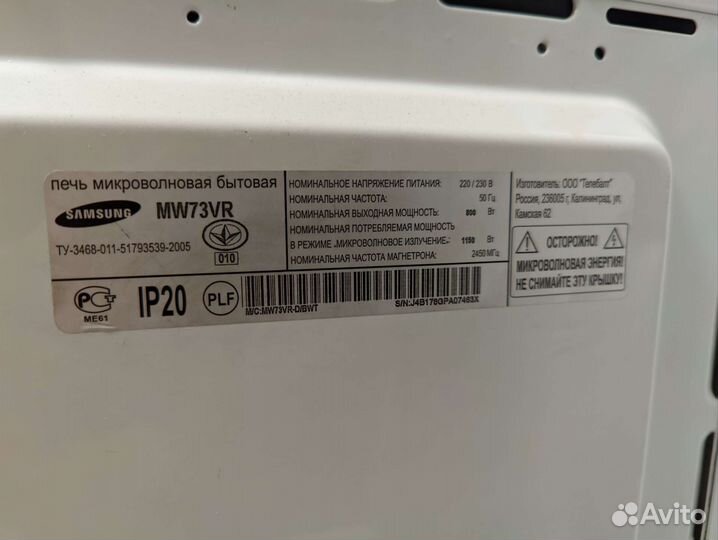 печь микроволновая бытовая
SAMSUNG MW73VR
ТУ-3468-011-51793539-2005
010
НОМИНАЛЬНОЕ НАПРЯЖЕНИЕ ПИТАНИЯ: 220 / 230 В
НОМИНАЛЬНАЯ ЧАСТОТА: 50 Гц
НОМИНАЛЬНАЯ ВЫХОДНАЯ МОЩНОСТЬ: 800 Вт
НОМИНАЛЬНАЯ ПОТРЕБЛЯЕМАЯ МОЩНОСТЬ
В РЕЖИМЕ „МИКРОВОЛНОВОЕ ИЗЛУЧЕНИЕ“ 1150 Вт
НОМИНАЛЬНАЯ ЧАСТОТА МАГНЕТРОНА: 2450 МГц
Изготовитель: ООО "Телебалт"
Россия, 236005 г, Калининград, ул,
Камская 62
ОСТОРОЖНО!
МИКРОВОЛНОВАЯ ЭНЕРГИЯ!
НЕ СНИМАЙТЕ ЭТУ КРЫШКУ!
РСТ
МЕ61
IP20
PLF
M/C:MW73VR-D/BWT
S/N:J4B178GPA07463X
Avito